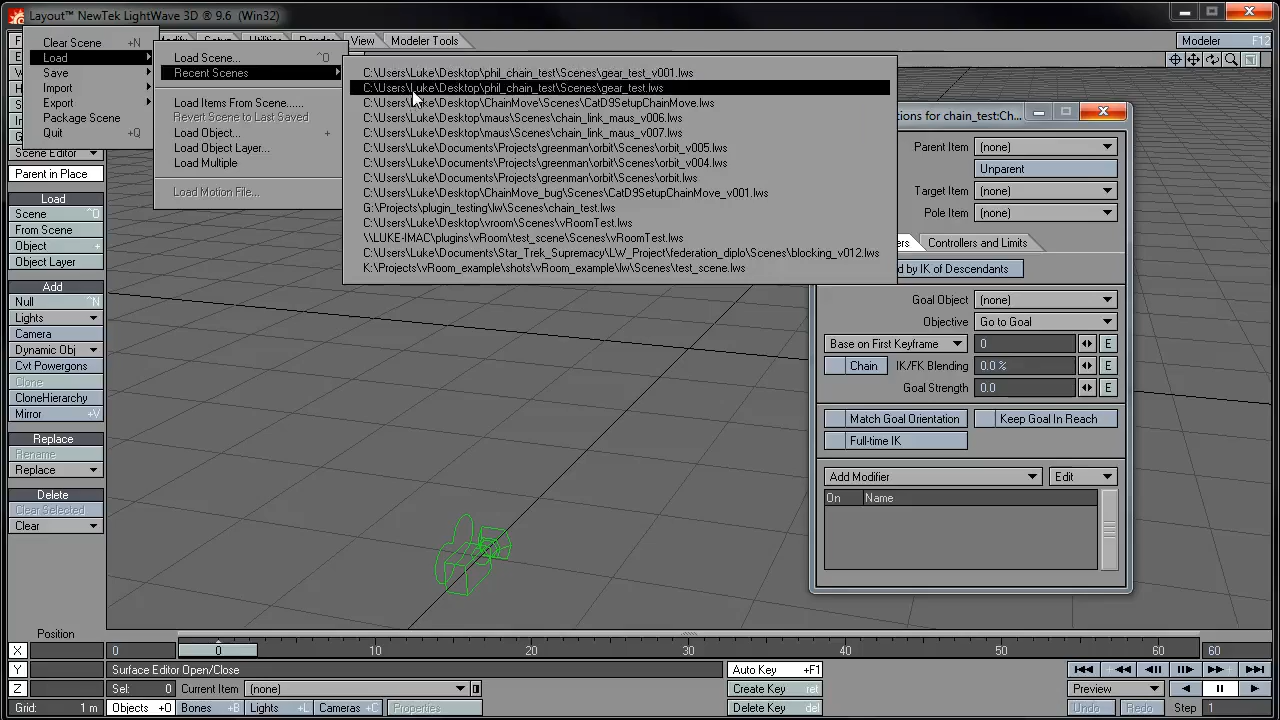 Layout™ NewTek LightWave 3D ® 9.6 (Win32)
Clear Scene +N
Load
Save
Import
Export
Package Scene
Quit +Q
Load Scene... ^O
Recent Scenes
Load Items From Scene......
Revert Scene to Last Saved
Load Object... +
Load Object Layer...
Load Multiple
Load Motion File...
View
Modeler Tools
Modeler F12
C:\Users\Luke\Desktop\phil_chain_test\Scenes\gear_test_v001.lws
C:\Users\Luke\Desktop\phil_chain_test\Scenes\gear_test.lws
C:\Users\Luke\Desktop\ChainMove\Scenes\CatD9SetupChainMove.lws
C:\Users\Luke\Desktop\maus\Scenes\chain_link_maus_v006.lws
C:\Users\Luke\Desktop\maus\Scenes\chain_link_maus_v007.lws
C:\Users\Luke\Documents\Projects\greenman\orbit\Scenes\orbit_v005.lws
C:\Users\Luke\Documents\Projects\greenman\orbit\Scenes\orbit_v004.lws
C:\Users\Luke\Documents\Projects\greenman\orbit\Scenes\orbit.lws
C:\Users\Luke\Desktop\ChainMove_bug\Scenes\CatD9SetupChainMove_v001.lws
G:\Projects\plugin_testing\lw\Scenes\chain_test.lws
C:\Users\Luke\Desktop\vroom\Scenes\vRoomTest.lws
\\LUKE-IMAC\plugins\vRoom\test_scene\Scenes\vRoomTest.lws
C:\Users\Luke\Documents\Star_Trek_Supremacy\LW_Project\federation_diplo\Scenes\blocking_v012.lws
K:\Projects\vRoom_example\shots\vRoom_example\lw\Scenes\test_scene.lws
Scene Editor
Parent in Place
Load
Scene ^O
From Scene
Object +
Object Layer
Add
Null ^N
Lights
Camera
Dynamic Obj
Cvt Powergons
Clone
CloneHierarchy
Mirror +V
Replace
Rename
Replace
Delete
Clear Selected
Clear
tions for chain_test:Ch...
Parent Item (none)
Unparent
Target Item (none)
Pole Item (none)
Controllers and Limits
d by IK of Descendants
Goal Object (none)
Objective Go to Goal
Base on First Keyframe 0 E
Chain IK/FK Blending 0.0 % E
Goal Strength 0.0 E
Match Goal Orientation Keep Goal In Reach
Full-time IK
Add Modifier Edit
On Name
Position
X 0 0 10 20 30 40 50 60 60
Y Surface Editor Open/Close Auto Key +F1
Z Sel: 0 Current Item (none) Create Key ret Preview
Grid: 1 m Objects +O Bones +B Lights +L Cameras +C Properties Delete Key del Undo Redo Step 1